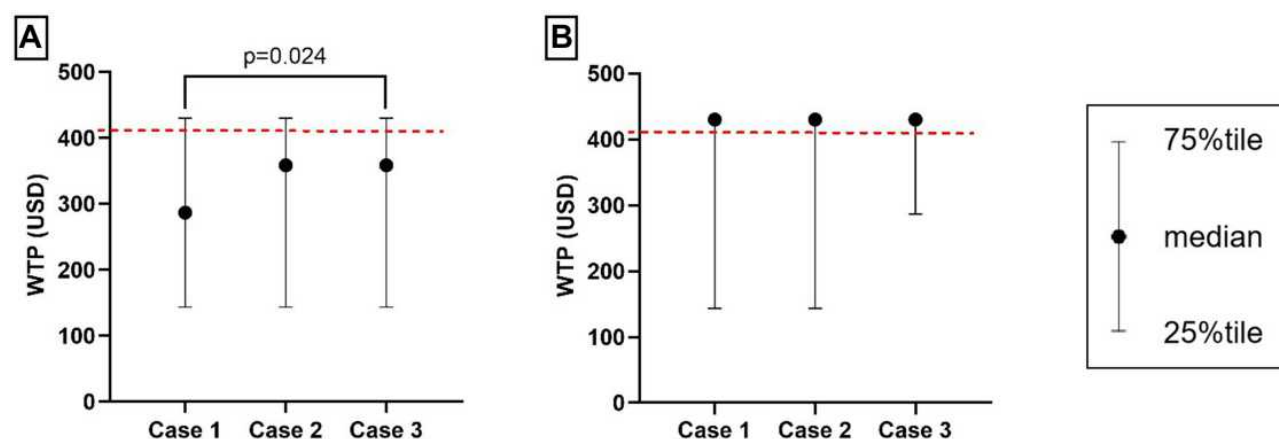 A
p=0.024
WTP (USD)
500
400
300
200
100
0
Case 1 Case 2 Case 3
B
WTP (USD)
500
400
300
200
100
0
Case 1 Case 2 Case 3
75%tile
median
25%tile